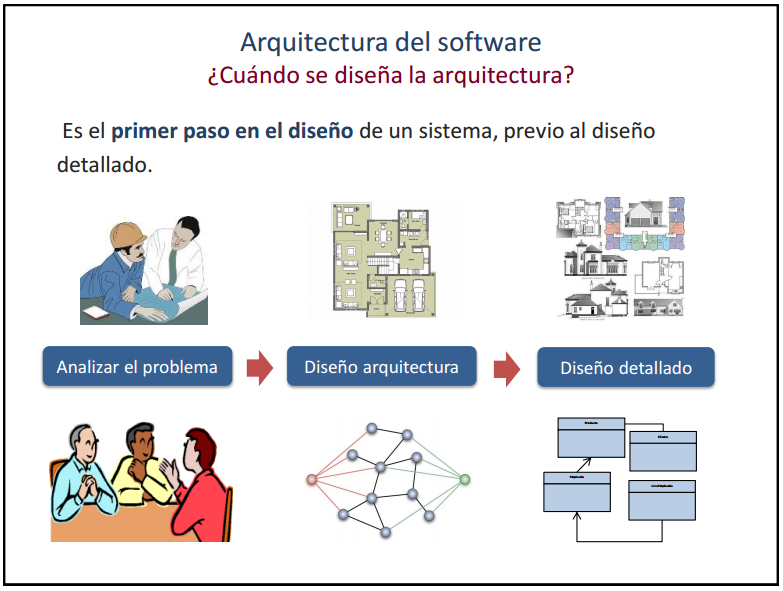 Arquitectura del software
¿Cuándo se diseña la arquitectura?
Es el primer paso en el diseño de un sistema, previo al diseño
detallado.
Analizar el problema
Diseño arquitectura
Diseño detallado